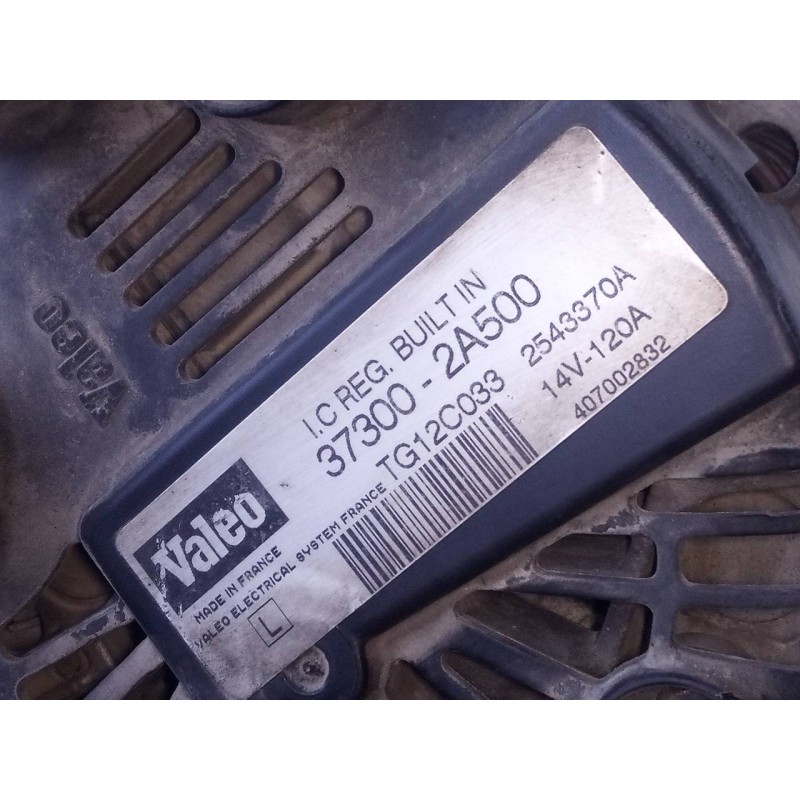 Valeo
I.C REG. BUILT IN
37300 - 2A500
TG12C033 2543370A
14V-120A
407002832
Valeo
MADE IN FRANCE
VALEO ELECTRICAL SYSTEM FRANCE
L